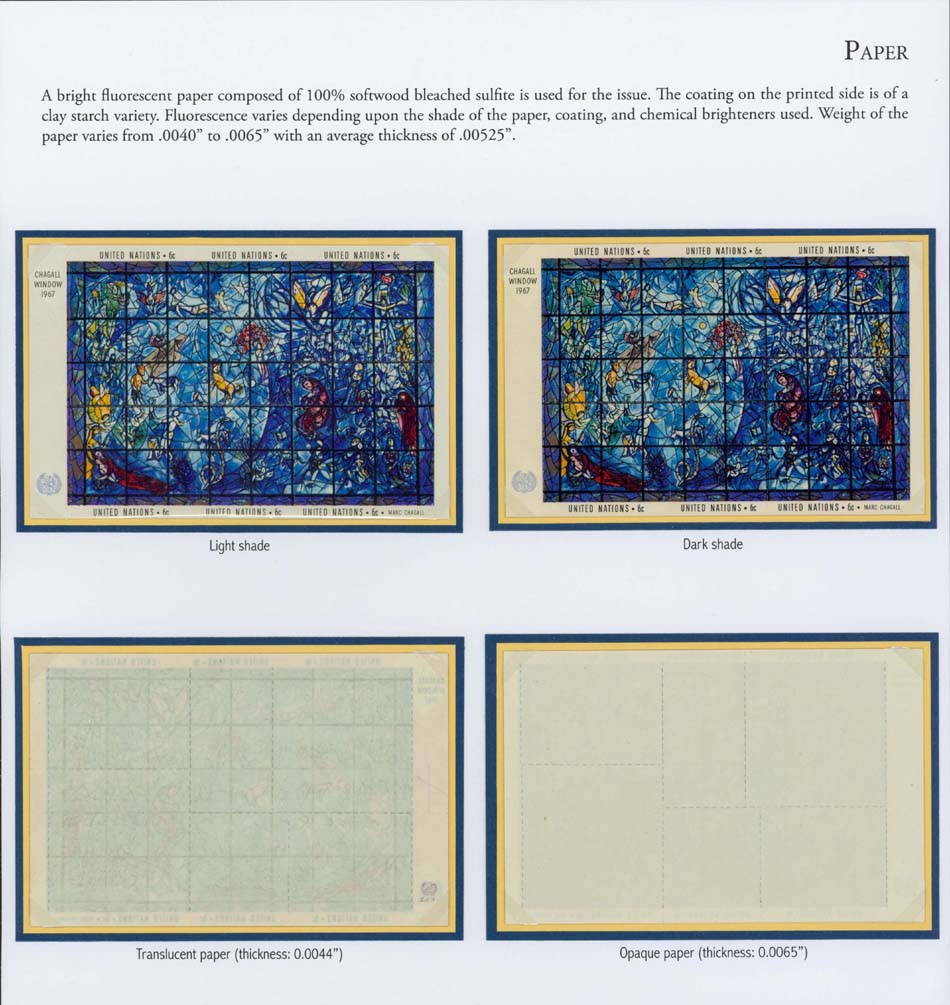 PAPER
A bright fluorescent paper composed of 100% softwood bleached sulfite is used for the issue. The coating on the printed side is of a
clay starch variety. Fluorescence varies depending upon the shade of the paper, coating, and chemical brighteners used. Weight of the
paper varies from .0040” to .0065” with an average thickness of .00525”.
UNITED NATIONS • 6c UNITED NATIONS • 6c UNITED NATIONS • 6c
CHAGALL
WINDOW
1967
UNITED NATIONS • 6c UNITED NATIONS • 6c UNITED NATIONS • 6c • MARC CHAGALL
Light shade
UNITED NATIONS • 6c UNITED NATIONS • 6c UNITED NATIONS • 6c
CHAGALL
WINDOW
1967
UNITED NATIONS • 6c UNITED NATIONS • 6c UNITED NATIONS • 6c • MARC CHAGALL
Dark shade
Translucent paper (thickness: 0.0044”)
Opaque paper (thickness: 0.0065”)